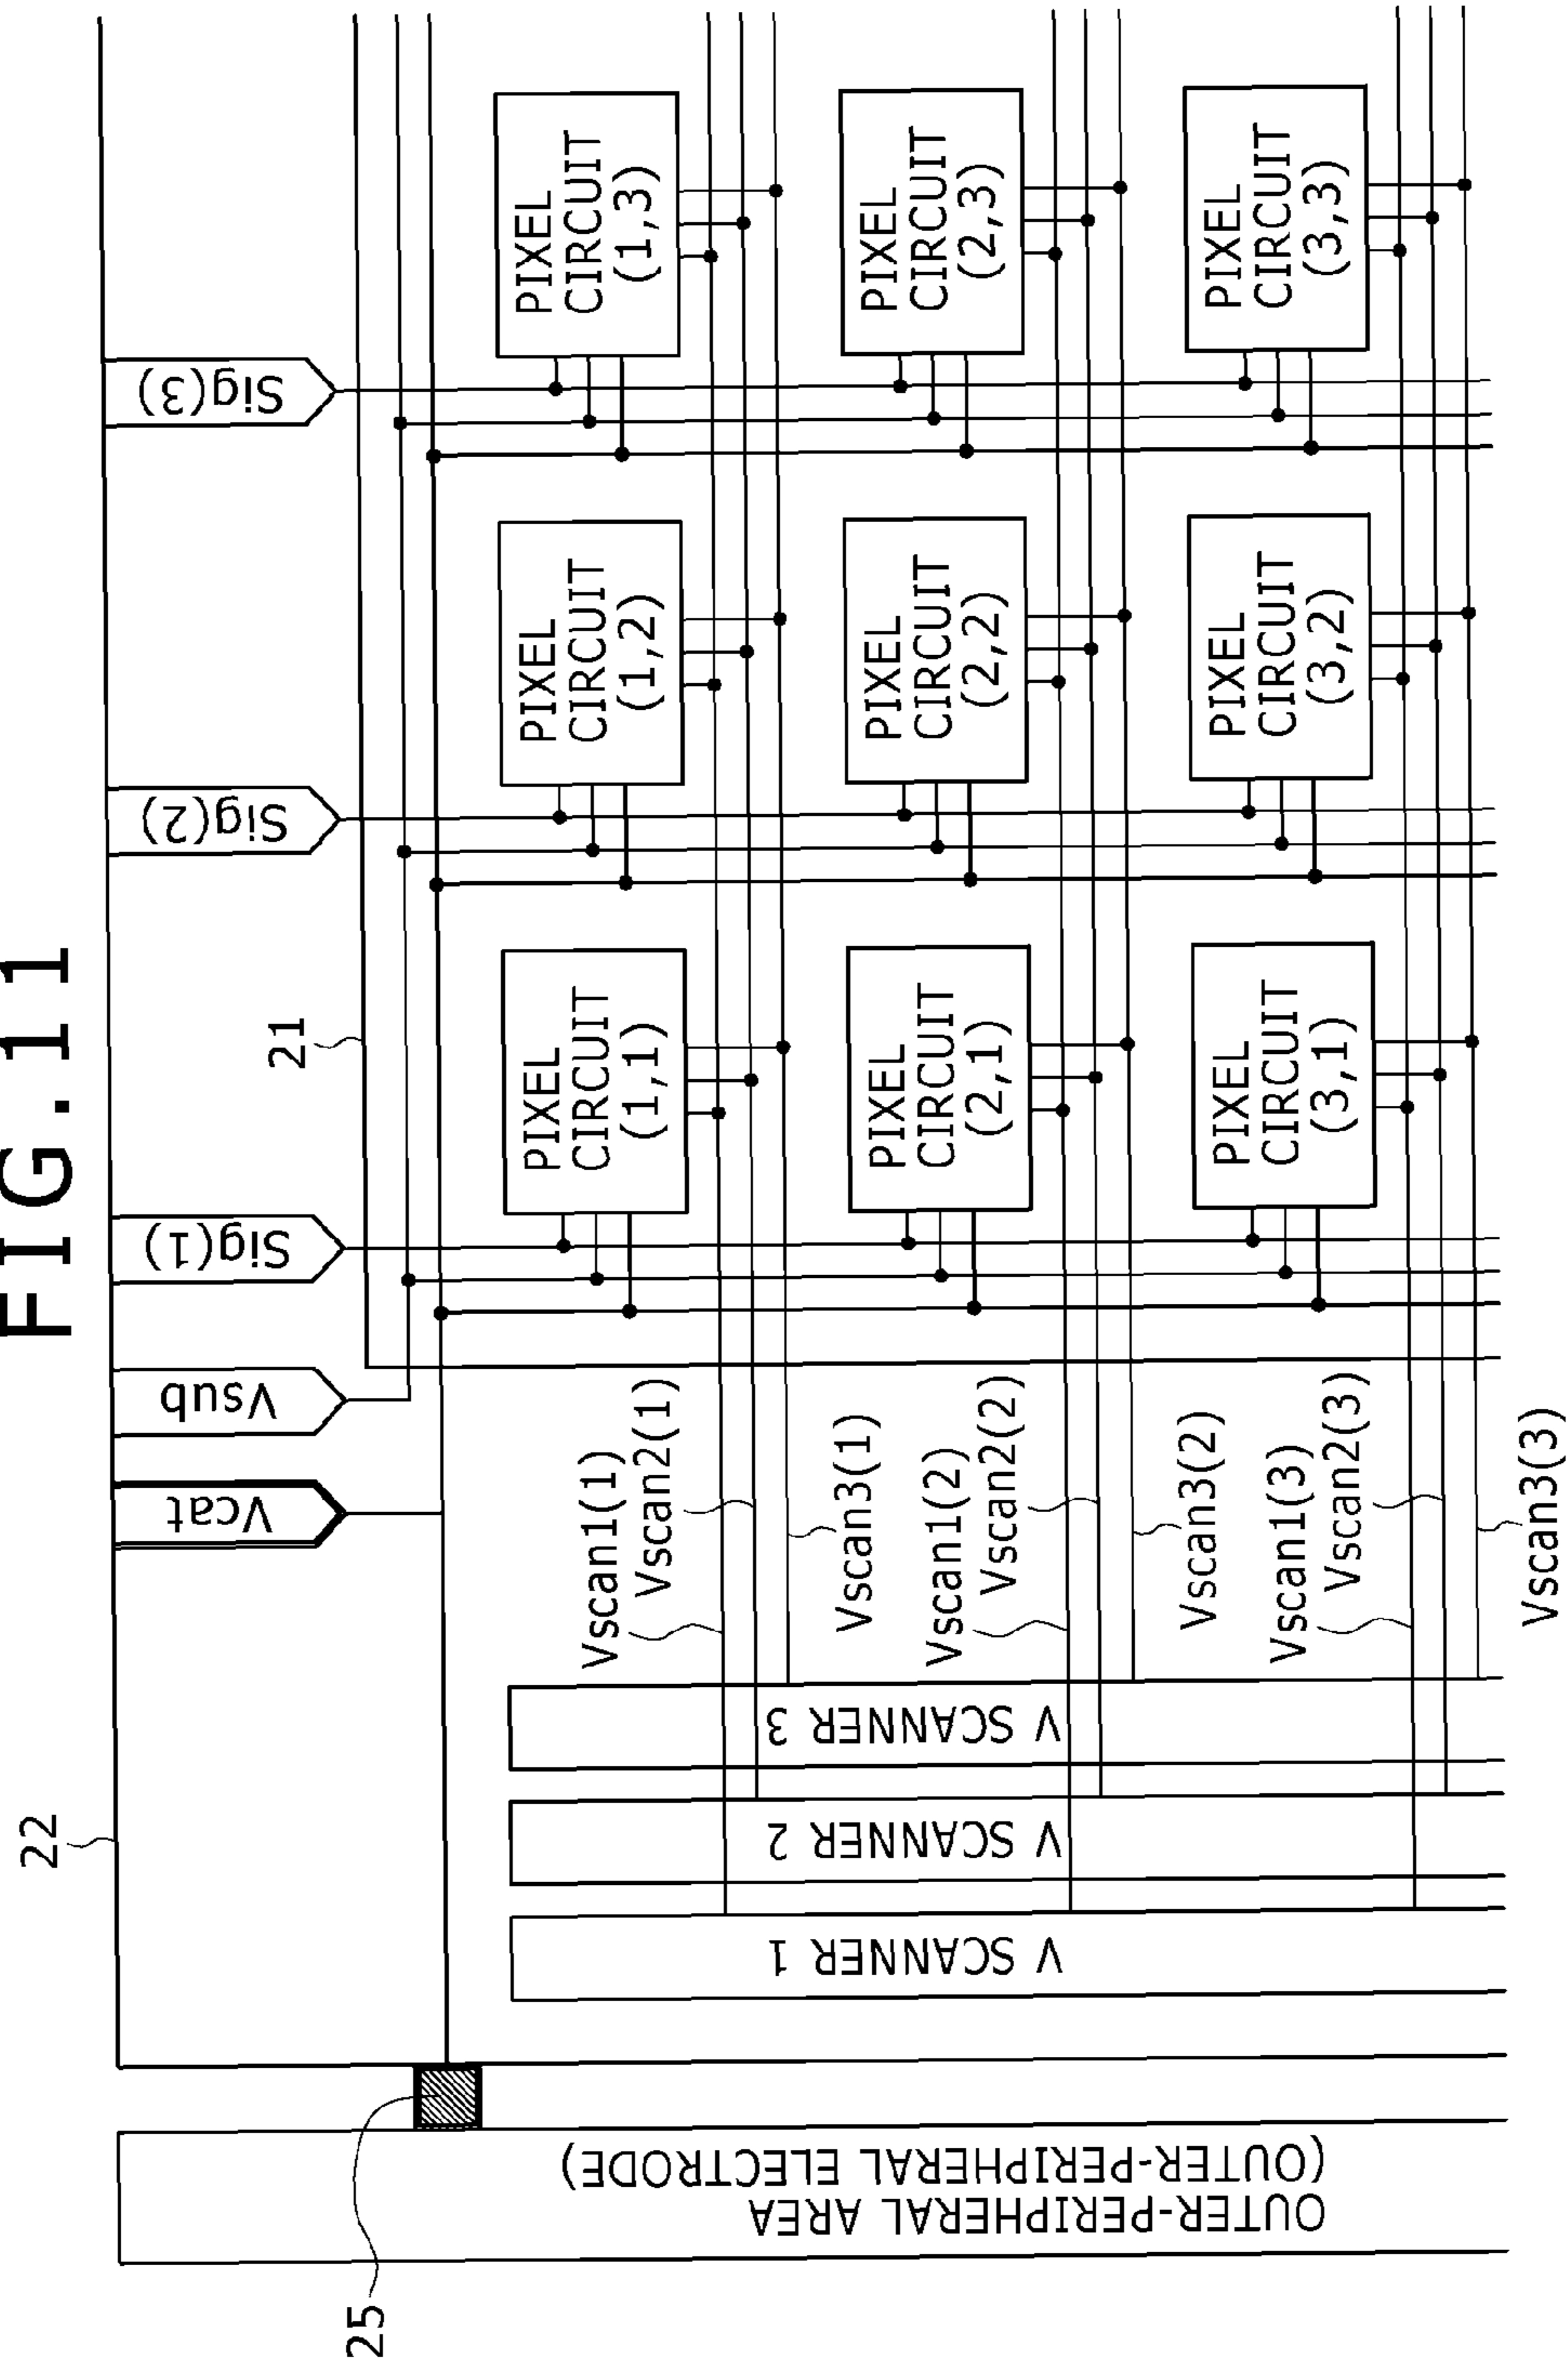 FIG.11
22
21
25
Vcat
Vsub
Sig(1)
Sig(2)
Sig(3)
PIXEL
CIRCUIT
(1,1)
PIXEL
CIRCUIT
(1,2)
PIXEL
CIRCUIT
(1,3)
Vscan1(1)
Vscan2(1)
Vscan3(1)
PIXEL
CIRCUIT
(2,1)
PIXEL
CIRCUIT
(2,2)
PIXEL
CIRCUIT
(2,3)
Vscan1(2)
Vscan2(2)
Vscan3(2)
PIXEL
CIRCUIT
(3,1)
PIXEL
CIRCUIT
(3,2)
PIXEL
CIRCUIT
(3,3)
Vscan1(3)
Vscan2(3)
Vscan3(3)
V SCANNER 1
V SCANNER 2
V SCANNER 3
OUTER-PERIPHERAL AREA
(OUTER-PERIPHERAL ELECTRODE)